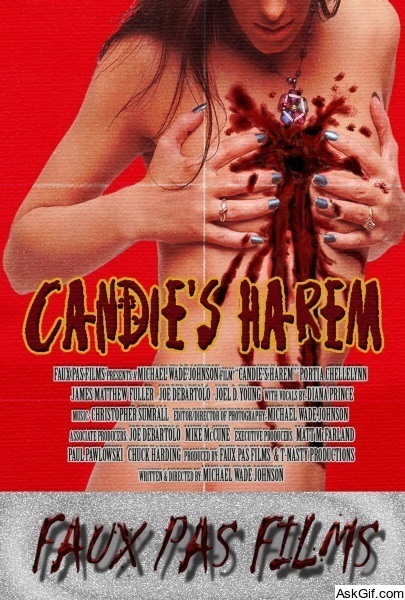 CANDIE'S HAREM
FAUX PAS FILMS PRESENTS A MICHAEL WADE JOHNSON FILM "CANDIE'S HAREM" PORTIA CHELLELYNN
JAMES MATTHEW FULLER JOE DEBARTOLO JOEL D. YOUNG WITH VOCALS BY: DIANA PRINCE
MUSIC: CHRISTOPHER SUMRALL EDITOR/DIRECTOR OF PHOTOGRAPHY: MICHAEL WADE JOHNSON
ASSOCIATE PRODUCERS: JOE DEBARTOLO MIKE MCCUNE EXECUTIVE PRODUCERS: MATT MCFARLAND
PAUL PAWLOWSKI CHUCK HARDING PRODUCED BY: FAUX PAS FILMS & T-NASTY PRODUCTIONS
WRITTEN & DIRECTED BY: MICHAEL WADE JOHNSON
FAUX PAS FILMS
AskGif.com